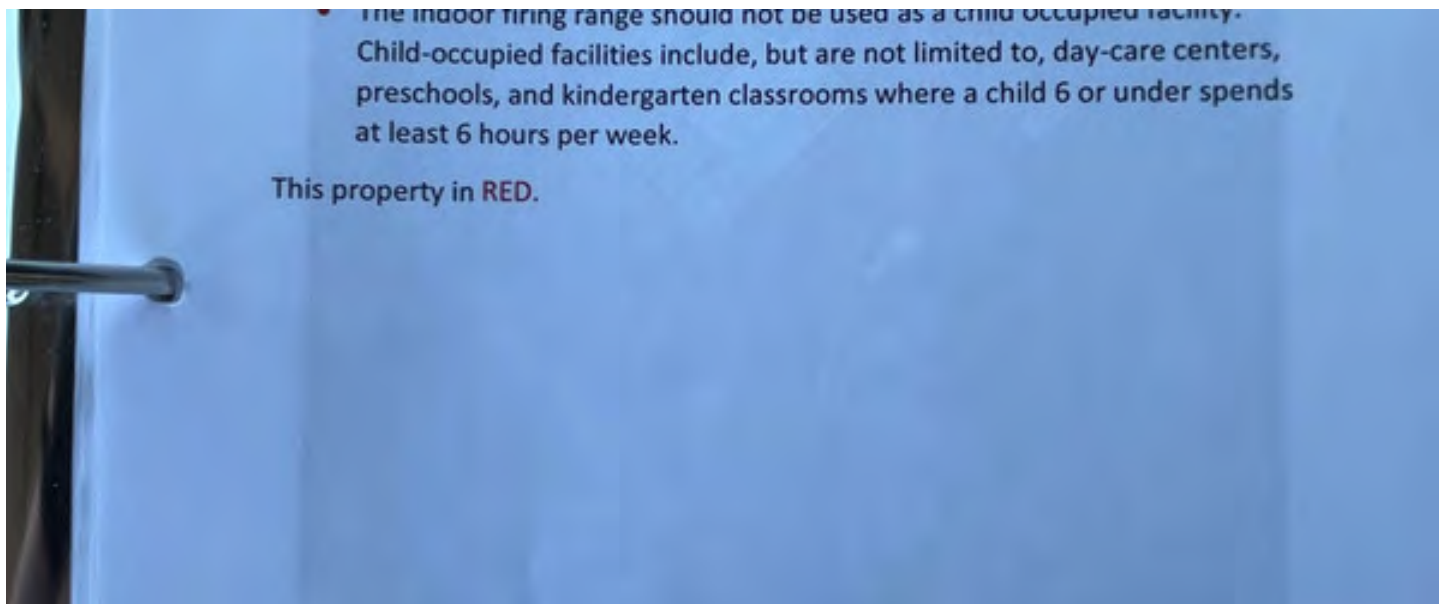 • The indoor firing range should not be used as a child occupied facility.
Child-occupied facilities include, but are not limited to, day-care centers,
preschools, and kindergarten classrooms where a child 6 or under spends
at least 6 hours per week.
This property in RED.